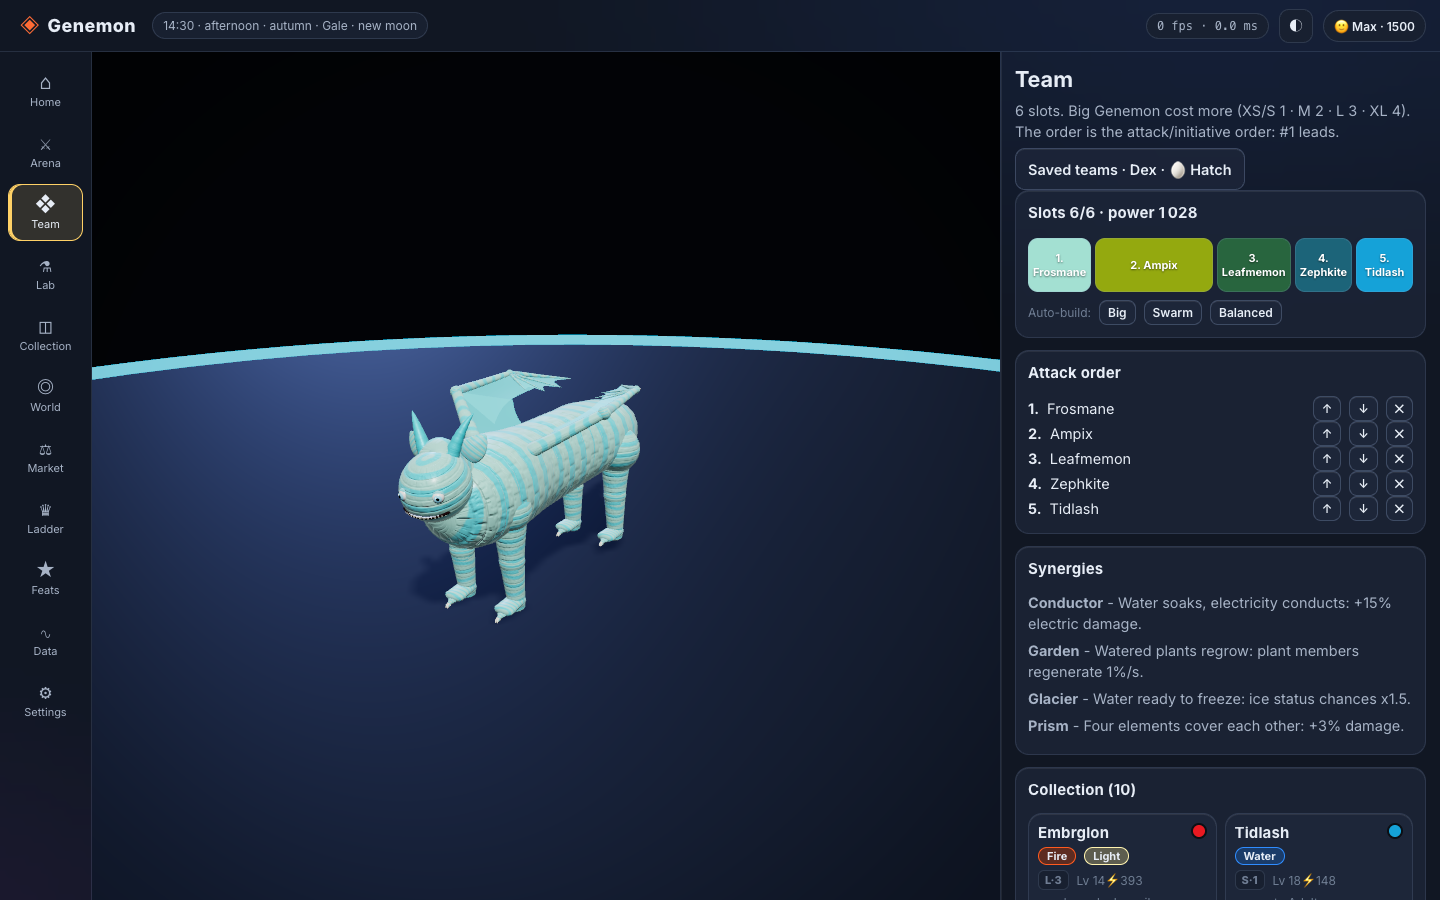 Genemon
14:30 · afternoon · autumn · Gale · new moon
0 fps · 0.0 ms
Max · 1500
Home
Arena
Team
Lab
Collection
World
Market
Ladder
Feats
Data
Settings
Team
6 slots. Big Genemon cost more (XS/S 1 · M 2 · L 3 · XL 4).
The order is the attack/initiative order: #1 leads.
Saved teams · Dex · 🥚 Hatch
Slots 6/6 · power 1 028
1. Frosmane
2. Ampix
3. Leafmemon
4. Zephkite
5. Tidlash
Auto-build: Big Swarm Balanced
Attack order
1. Frosmane
2. Ampix
3. Leafmemon
4. Zephkite
5. Tidlash
Synergies
Conductor - Water soaks, electricity conducts: +15%
electric damage.
Garden - Watered plants regrow: plant members
regenerate 1%/s.
Glacier - Water ready to freeze: ice status chances x1.5.
Prism - Four elements cover each other: +3% damage.
Collection (10)
Embrglon
Fire Light
L·3 Lv 14⚡393
Tidlash
Water
S·1 Lv 18⚡148